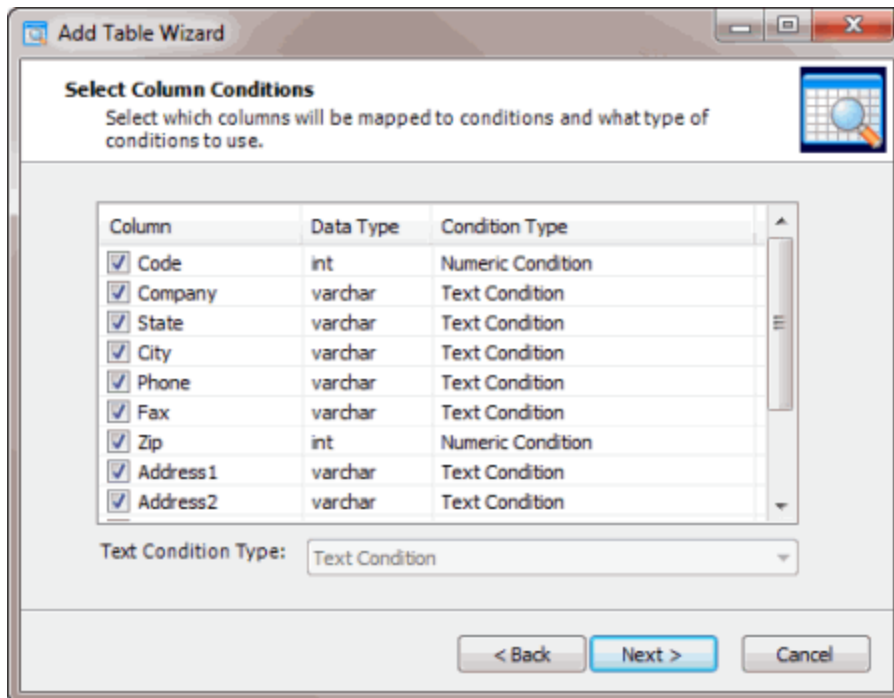 Add Table Wizard
Select Column Conditions
Select which columns will be mapped to conditions and what type of
conditions to use.
Column Data Type Condition Type
Code int Numeric Condition
Company varchar Text Condition
State varchar Text Condition
City varchar Text Condition
Phone varchar Text Condition
Fax varchar Text Condition
Zip int Numeric Condition
Address1 varchar Text Condition
Address2 varchar Text Condition
Text Condition Type: Text Condition
< Back Next > Cancel